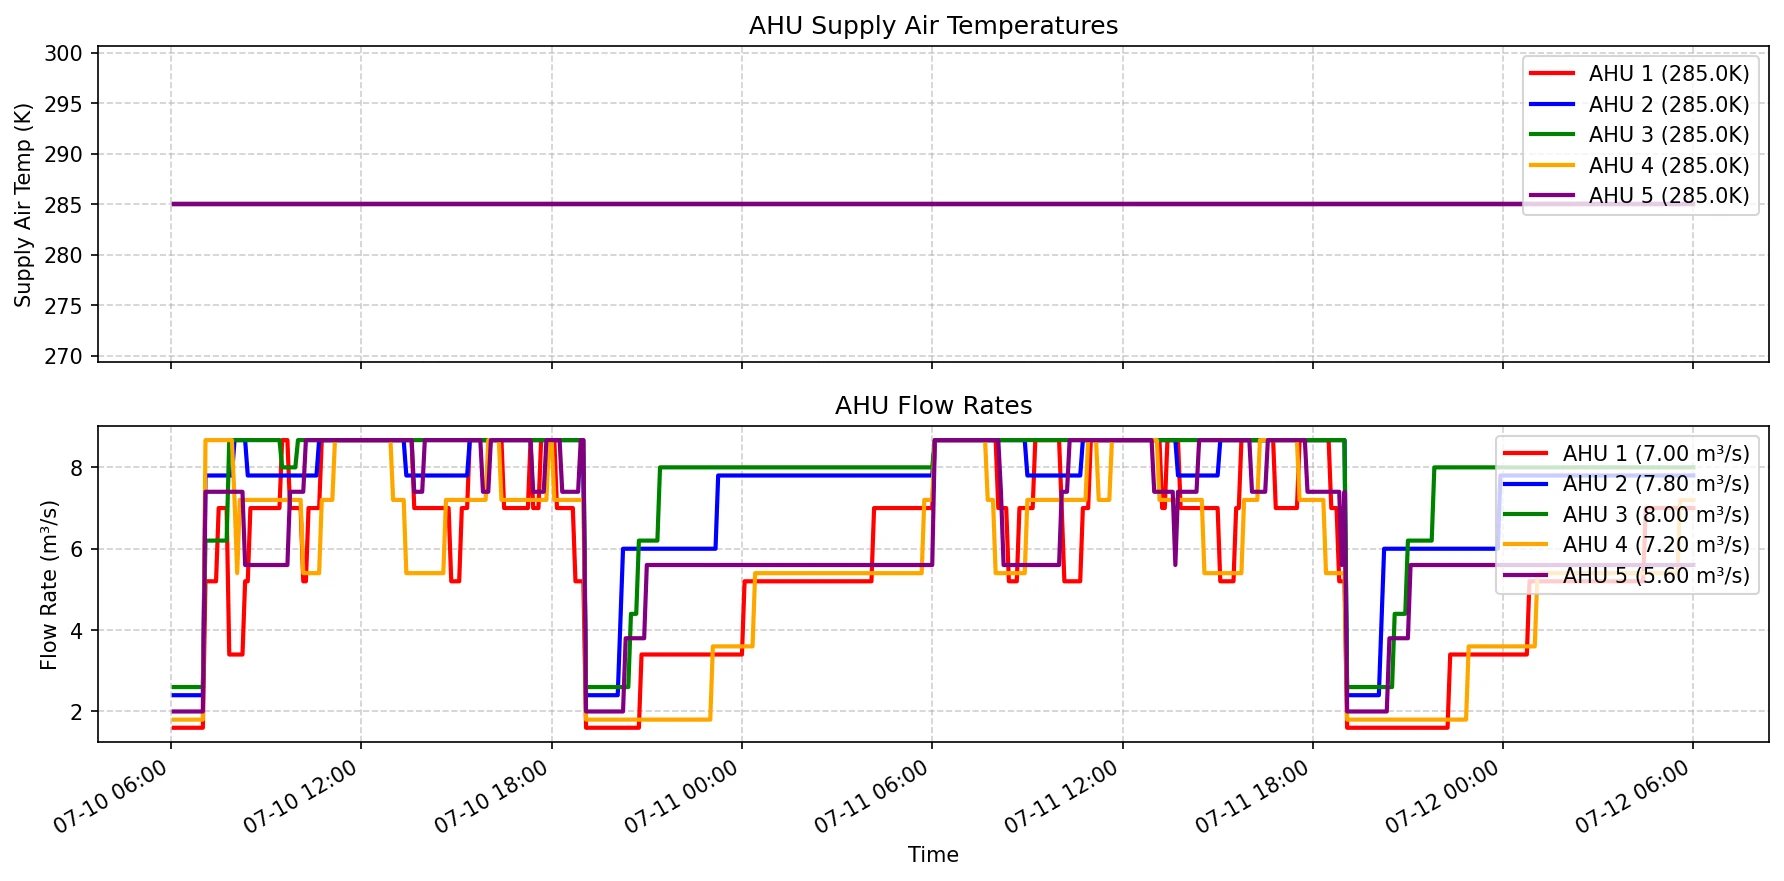 AHU Supply Air Temperatures
Supply Air Temp (K)
300
295
290
285
280
275
270
AHU 1 (285.0K)
AHU 2 (285.0K)
AHU 3 (285.0K)
AHU 4 (285.0K)
AHU 5 (285.0K)
AHU Flow Rates
Flow Rate (m³/s)
8
6
4
2
AHU 1 (7.00 m³/s)
AHU 2 (7.80 m³/s)
AHU 3 (8.00 m³/s)
AHU 4 (7.20 m³/s)
AHU 5 (5.60 m³/s)
07-10 06:00
07-10 12:00
07-10 18:00
07-11 00:00
07-11 06:00
07-11 12:00
07-11 18:00
07-12 00:00
07-12 06:00
Time